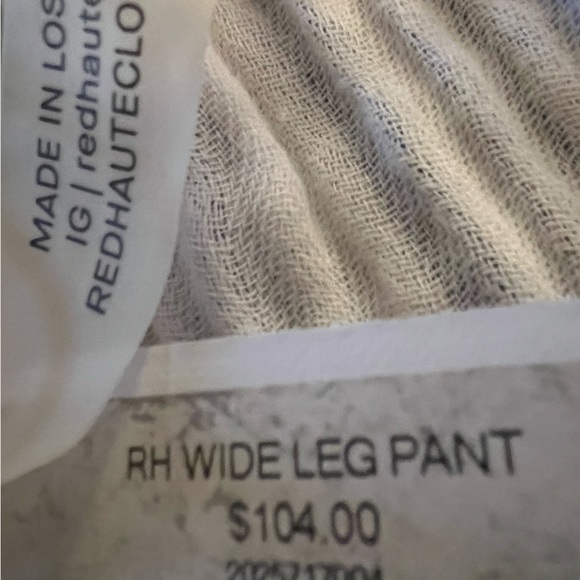 MADE IN LOS
IG | redhaute
REDHAUTECLO
RH WIDE LEG PANT
$104.00